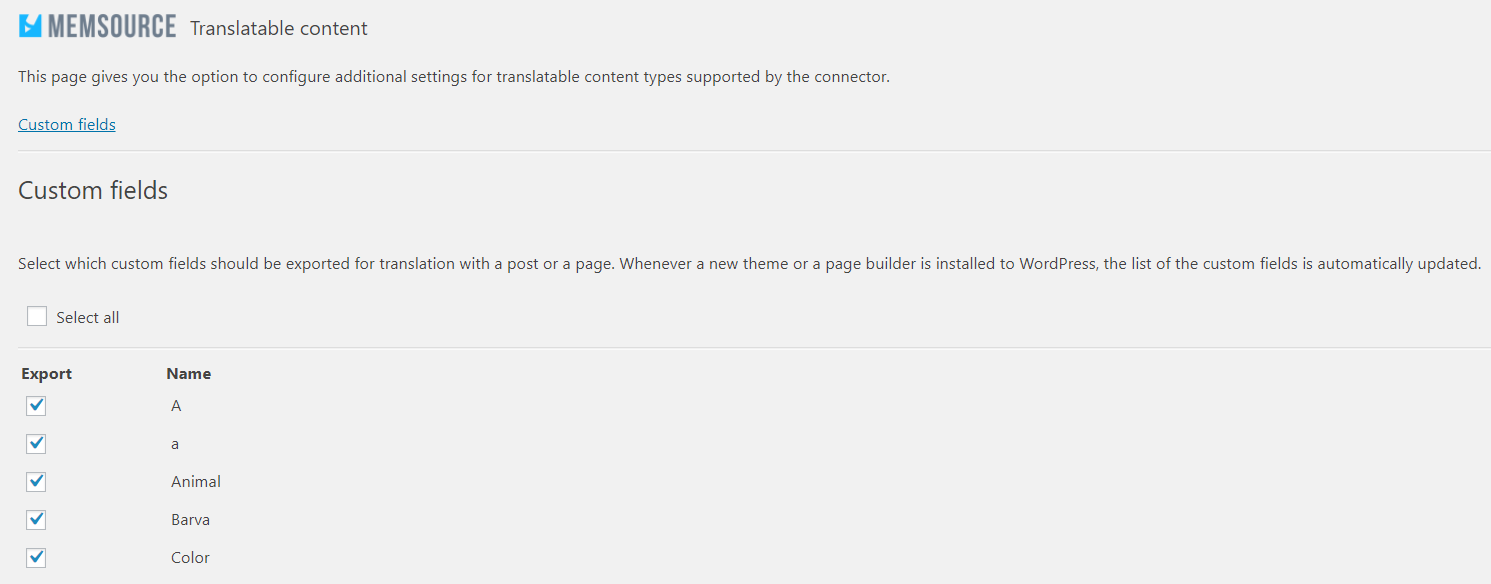 MEMSOURCE Translatable content
This page gives you the option to configure additional settings for translatable content types supported by the connector.
Custom fields
Custom fields
Select which custom fields should be exported for translation with a post or a page. Whenever a new theme or a page builder is installed to WordPress, the list of the custom fields is automatically updated.
Select all
Export Name
A
a
Animal
Barva
Color